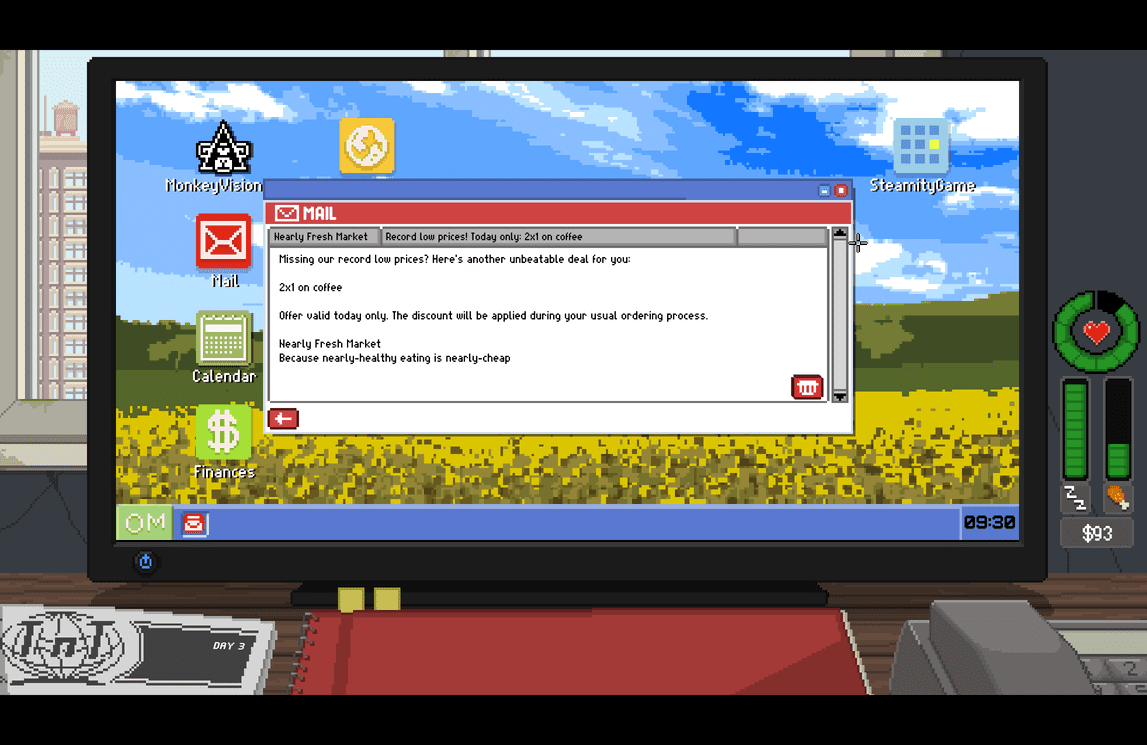 MonkeyVision
SteamityGame
MAIL
Nearly Fresh Market
Record low prices! Today only: 2x1 on coffee
Missing our record low prices? Here's another unbeatable deal for you:
2x1 on coffee
Offer valid today only. The discount will be applied during your usual ordering process.
Nearly Fresh Market
Because nearly-healthy eating is nearly-cheap
Mail
Calendar
$
Finances
OM
09:30
ZZZ
$93
TnT
DAY 3
2